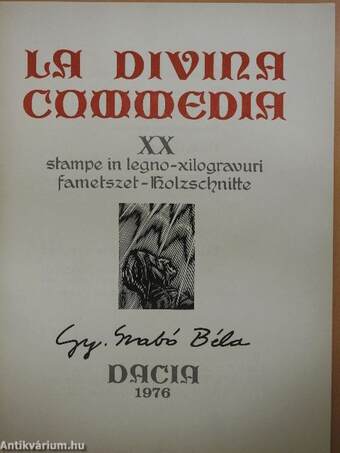 LA DIVINA
COMMEDIA
XX
stampe in legno-xilogravuri
fametszet-Holzschnitte
Gy. Szabó Béla
DACIA
1976
Antikvárium.hu